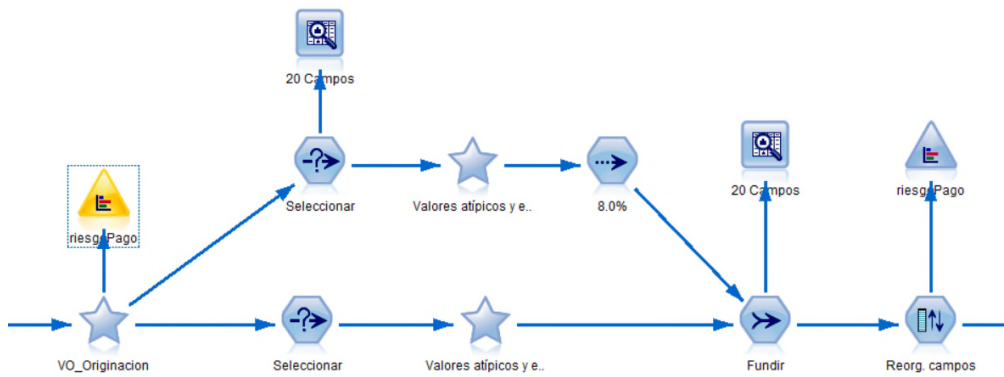 20 Campos
Seleccionar
Valores atípicos y e..
8.0%
20 Campos
riesgoPago
riesgoPago
VO_Originacion
Seleccionar
Valores atípicos y e..
Fundir
Reorg. campos